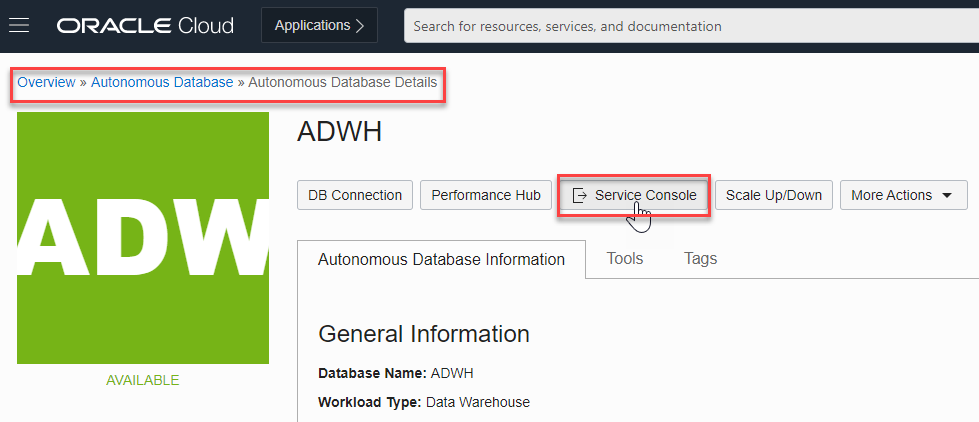 ORACLE Cloud Applications Search for resources, services, and documentation
Overview » Autonomous Database » Autonomous Database Details
ADW
AVAILABLE
ADWH
DB Connection Performance Hub Service Console Scale Up/Down More Actions
Autonomous Database Information Tools Tags
General Information
Database Name: ADWH
Workload Type: Data Warehouse